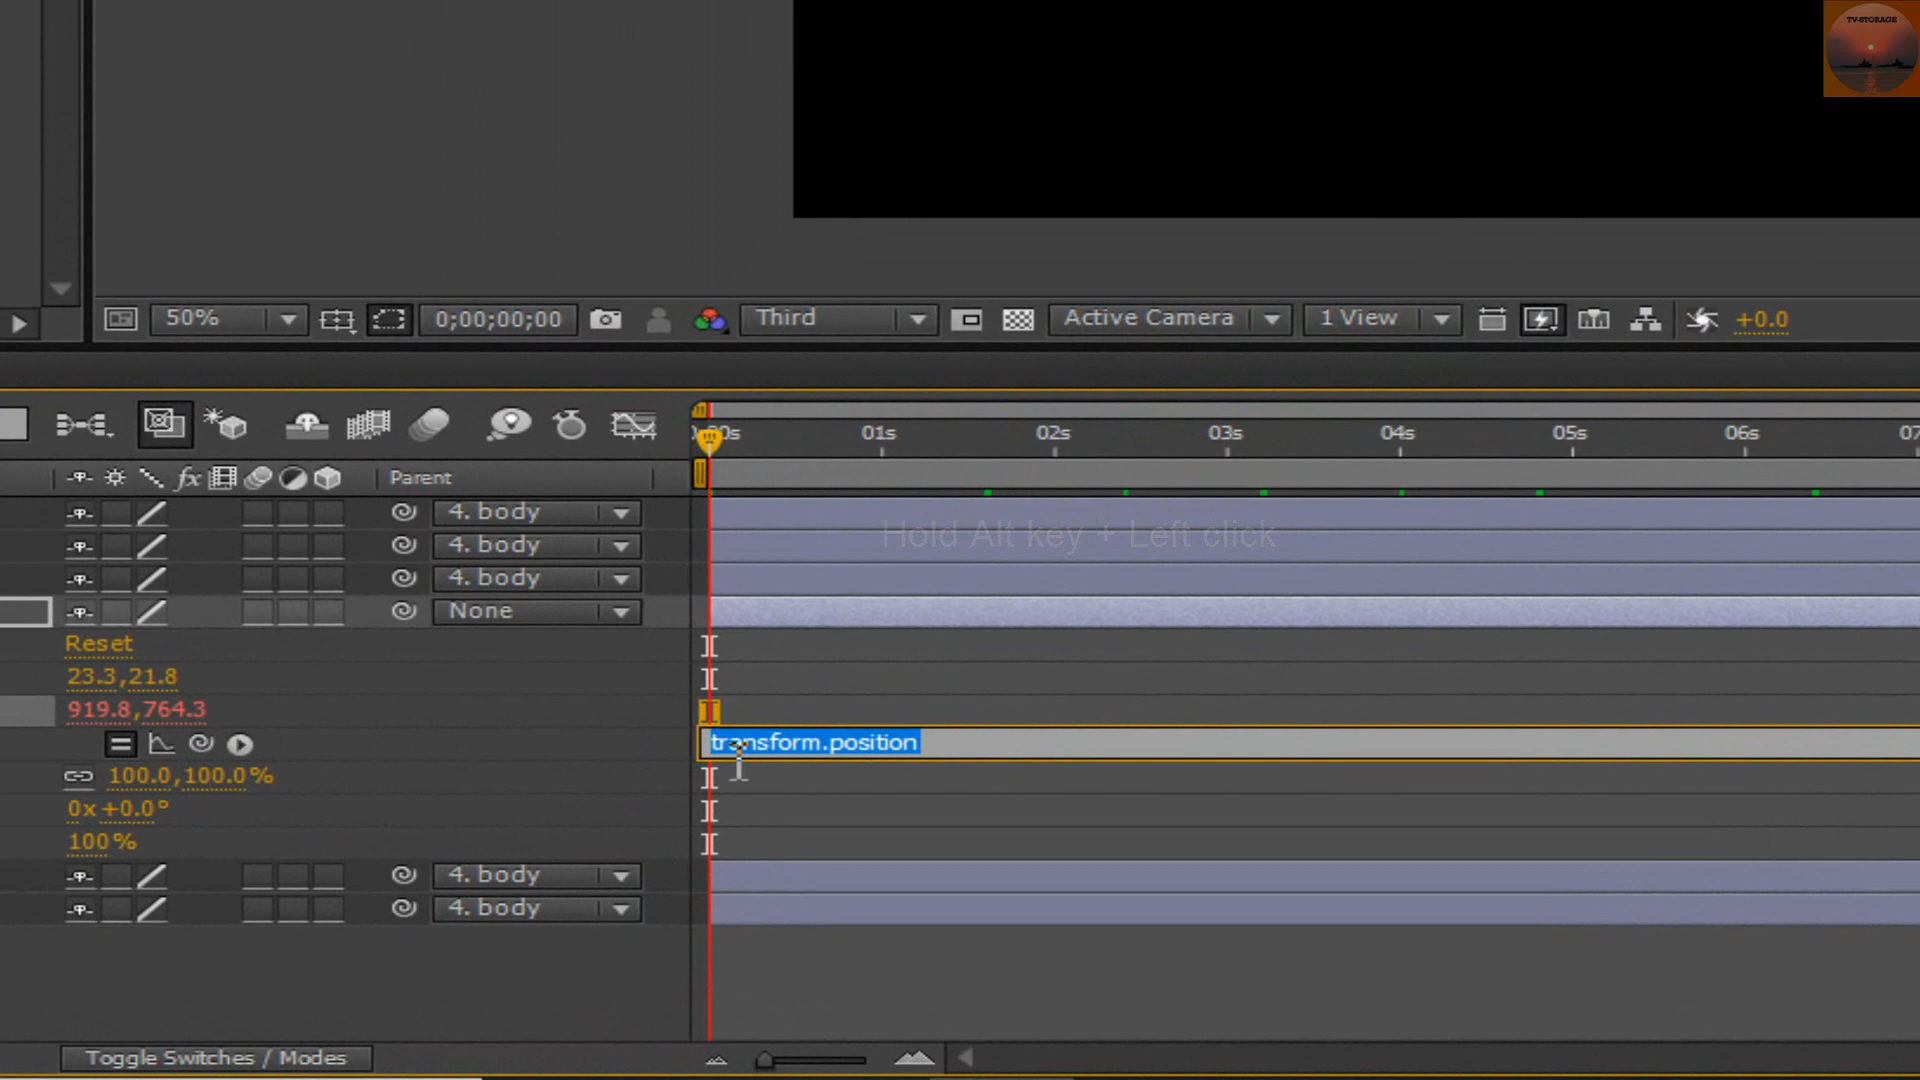 TV-STORAGE
50%
0;00;00;00
Third
Active Camera
1 View
+0.0
01s 02s 03s 04s 05s 06s
fx
Parent
4. body
Hold Alt key + Left click
4. body
4. body
None
Reset
23.3,21.8
919.8,764.3
transform.position
100.0,100.0%
0x+0.0°
100%
4. body
4. body
Toggle Switches / Modes